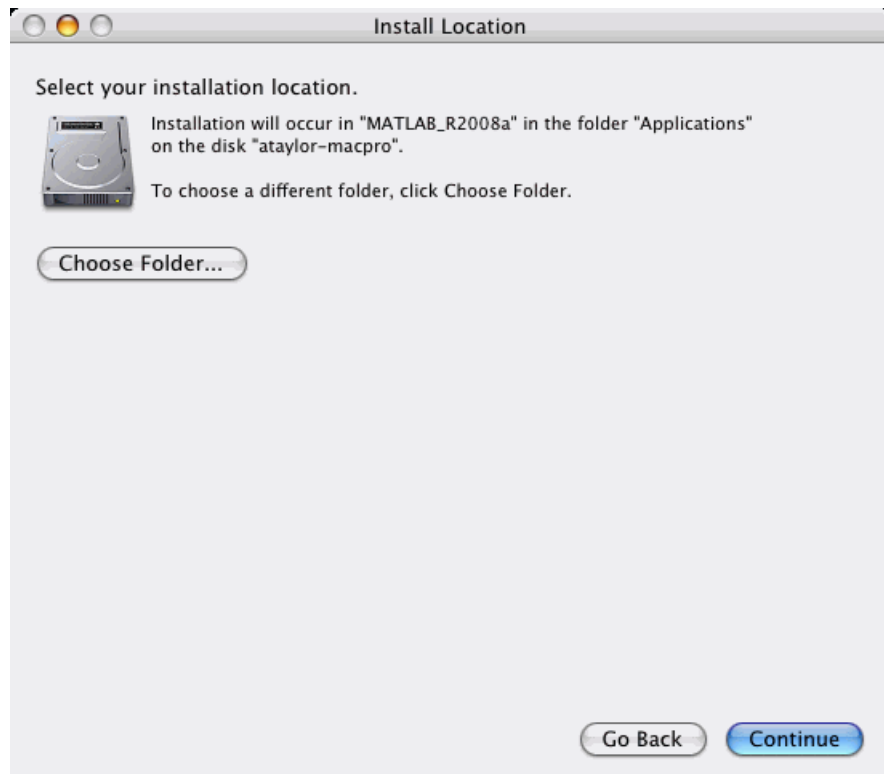 Install Location
Select your installation location.
Installation will occur in "MATLAB_R2008a" in the folder "Applications"
on the disk "ataylor-macpro".
To choose a different folder, click Choose Folder.
Choose Folder...
Go Back
Continue